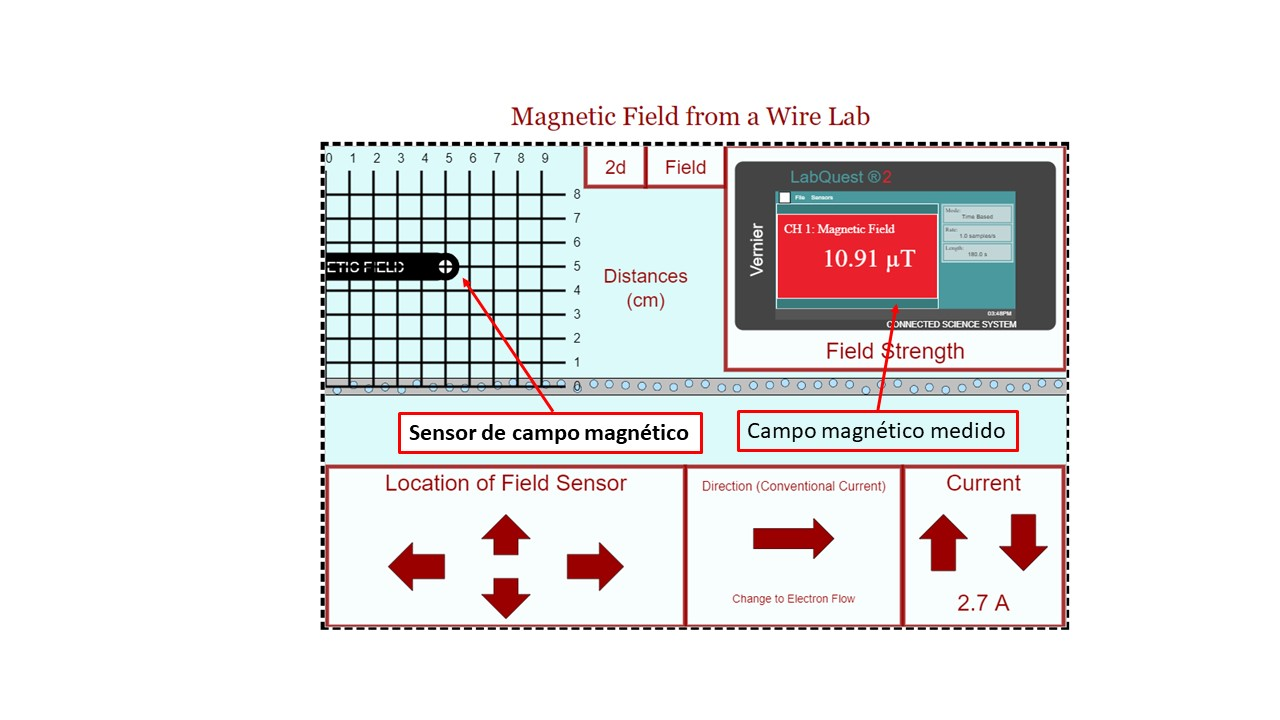 Magnetic Field from a Wire Lab
0 1 2 3 4 5 6 7 8 9
8
7
6
5
4
3
2
1
0
ETIC FIELD
2d
Field
Distances
(cm)
LabQuest ®2
Vernier
File Sensors
CH 1: Magnetic Field
10.91 µT
Mode:
Time Based
Rate:
1.0 samples/s
Length:
180.0 s
03:48PM
CONNECTED SCIENCE SYSTEM
Field Strength
Sensor de campo magnético
Campo magnético medido
Location of Field Sensor
Direction (Conventional Current)
Change to Electron Flow
Current
2.7 A